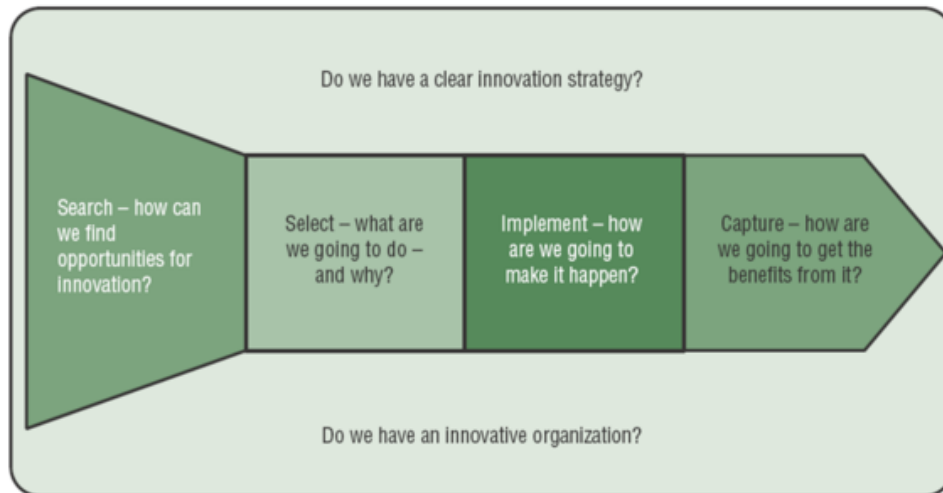 Do we have a clear innovation strategy?
Search – how can
we find
opportunities for
innovation?
Select – what are
we going to do –
and why?
Implement – how
are we going to
make it happen?
Capture – how are
we going to get the
benefits from it?
Do we have an innovative organization?